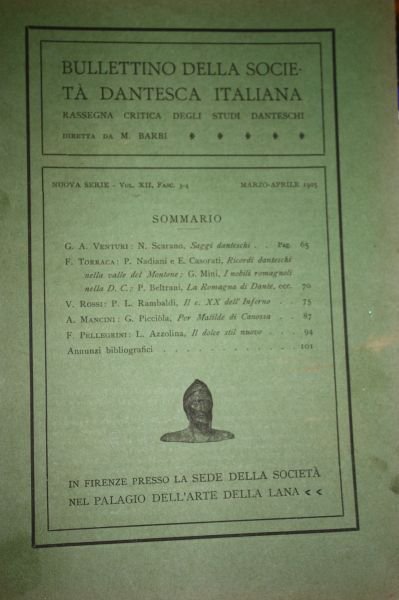 BULLETTINO DELLA SOCIE-
TÀ DANTESCA ITALIANA
RASSEGNA CRITICA DEGLI STUDI DANTESCHI
DIRETTA DA M. BARBI
NUOVA SERIE - VOL. XII, FASC. 3-4 MARZO-APRILE 1905
SOMMARIO
G. A. VENTURI: N. Scarano, Saggi danteschi . . Pag. 65
F. TORRACA: P. Nadiani e E. Casorati, Ricordi danteschi
nella valle del Montone; G. Mini, I nobili romagnoli
nella D. C.; P. Beltrani, La Romagna di Dante, ecc. 70
V. ROSSI: P. L. Rambaldi, Il c. XX dell'Inferno . . 75
A. MANCINI: G. Picciòla, Per Matilde di Canossa . . 87
F. PELLEGRINI: L. Azzolina, Il dolce stil nuovo . . . 94
Annunzi bibliografici . . . . . . . . . . . . 101
IN FIRENZE PRESSO LA SEDE DELLA SOCIETÀ
NEL PALAGIO DELL'ARTE DELLA LANA